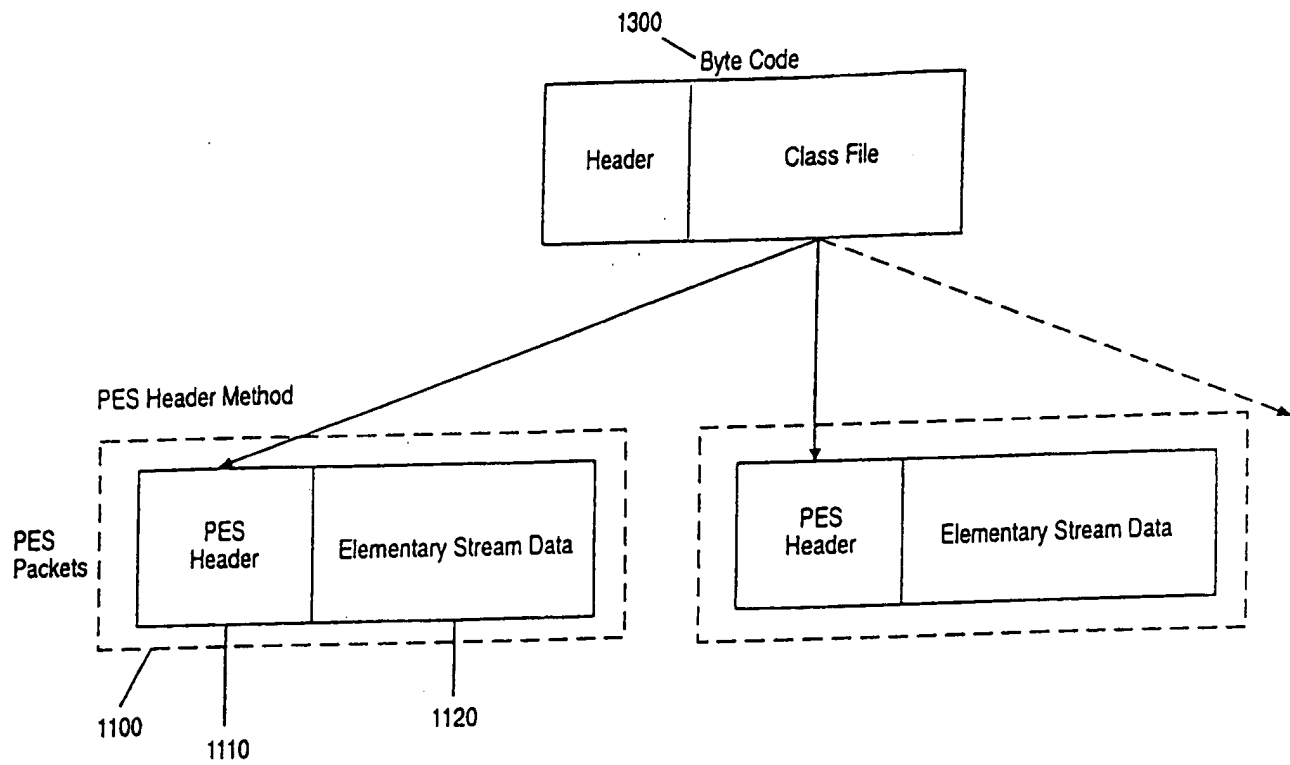 1300
Byte Code
Header
Class File
PES Header Method
PES
Packets
PES
Header
Elementary Stream Data
PES
Header
Elementary Stream Data
1100
1110
1120